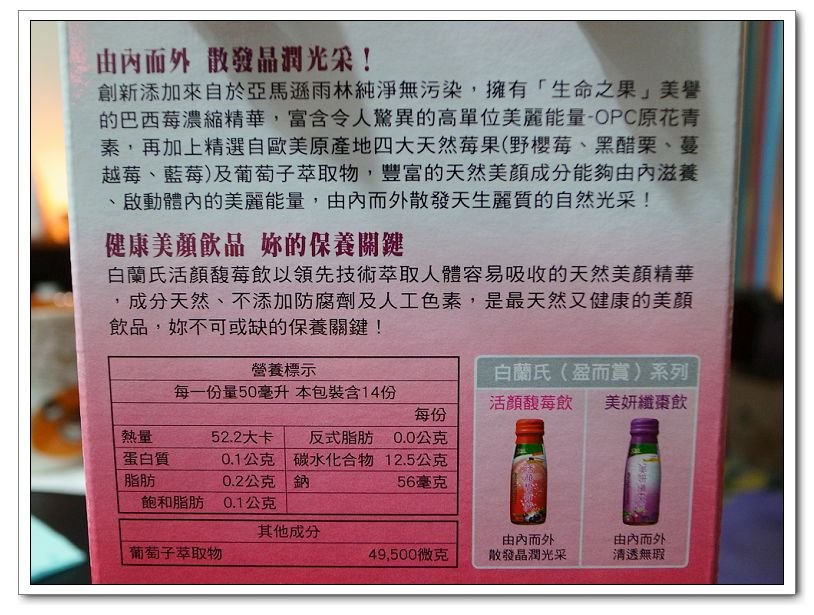 由內而外 散發晶潤光采！
創新添加來自於亞馬遜雨林純淨無污染，擁有「生命之果」美譽
的巴西莓濃縮精華，富含令人驚異的高單位美麗能量-OPC原花青
素，再加上精選自歐美原產地四大天然莓果(野櫻莓、黑醋栗、蔓
越莓、藍莓)及葡萄子萃取物，豐富的天然美顏成分能夠由內滋養
、啟動體內的美麗能量，由內而外散發天生麗質的自然光采！
健康美顏飲品 妳的保養關鍵
白蘭氏活顏馥莓飲以領先技術萃取人體容易吸收的天然美顏精華
，成分天然、不添加防腐劑及人工色素，是最天然又健康的美顏
飲品，妳不可或缺的保養關鍵！
營養標示
每一份量50毫升 本包裝含14份
每份
熱量 52.2大卡 反式脂肪 0.0公克
蛋白質 0.1公克 碳水化合物 12.5公克
脂肪 0.2公克 鈉 56毫克
飽和脂肪 0.1公克
其他成分
葡萄子萃取物 49,500微克
白蘭氏（盈而賞）系列
活顏馥莓飲 美妍纖棗飲
由內而外 由內而外
散發晶潤光采 清透無瑕